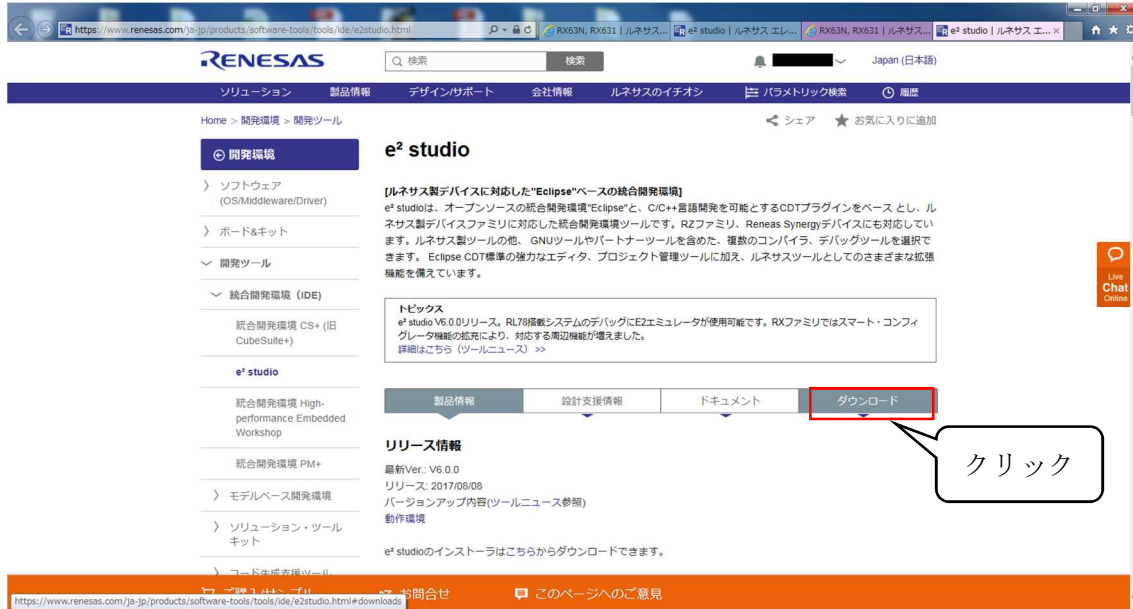 https://www.renesas.com/ja-jp/products/software-tools/tools/ide/e2studio.html
RX63N, RX631 | ルネサス...
e² studio | ルネサス エレ...
RX63N, RX631 | ルネサス...
e² studio | ルネサス エ... ×
RENESAS
検索
検索
Japan (日本語)
ソリューション 製品情報 デザイン/サポート 会社情報 ルネサスのイチオシ パラメトリック検索 履歴
Home > 開発環境 > 開発ツール
シェア お気に入りに追加
開発環境
ソフトウェア
(OS/Middleware/Driver)
ボード&キット
開発ツール
統合開発環境（IDE)
統合開発環境 CS+ (旧
CubeSuite+)
e² studio
統合開発環境 High-
performance Embedded
Workshop
統合開発環境 PM+
モデルベース開発環境
ソリューション・ツール
キット
コード生成支援ツール
e² studio
[ルネサス製デバイスに対応した"Eclipse"ベースの統合開発環境]
e² studioは、オープンソースの統合開発環境"Eclipse"と、C/C++言語開発を可能とするCDTプラグインをベース とし、ル
ネサス製デバイスファミリに対応した統合開発環境ツールです。RZファミリ、Reneas Synergyデバイスにも対応してい
ます。ルネサス製ツールの他、 GNUツールやパートナーツールを含めた、複数のコンパイラ、デバッグツールを選択で
きます。 Eclipse CDT標準の強力なエディタ、プロジェクト管理ツールに加え、ルネサスツールとしてのさまざまな拡張
機能を備えています。
トピックス
e² studio V6.0.0リリース。RL78搭載システムのデバッグにE2エミュレータが使用可能です。RXファミリではスマート・コンフィ
グレータ機能の拡充により、対応する周辺機能が増えました。
詳細はこちら（ツールニュース）>>
製品情報 設計支援情報 ドキュメント ダウンロード
クリック
リリース情報
最新Ver.: V6.0.0
リリース: 2017/08/08
バージョンアップ内容(ツールニュース参照)
動作環境
e² studioのインストーラはこちらからダウンロードできます。
Live
Chat
Online
ご購入/サンプル お問合せ このページへのご意見
https://www.renesas.com/ja-jp/products/software-tools/tools/ide/e2studio.html#downloads